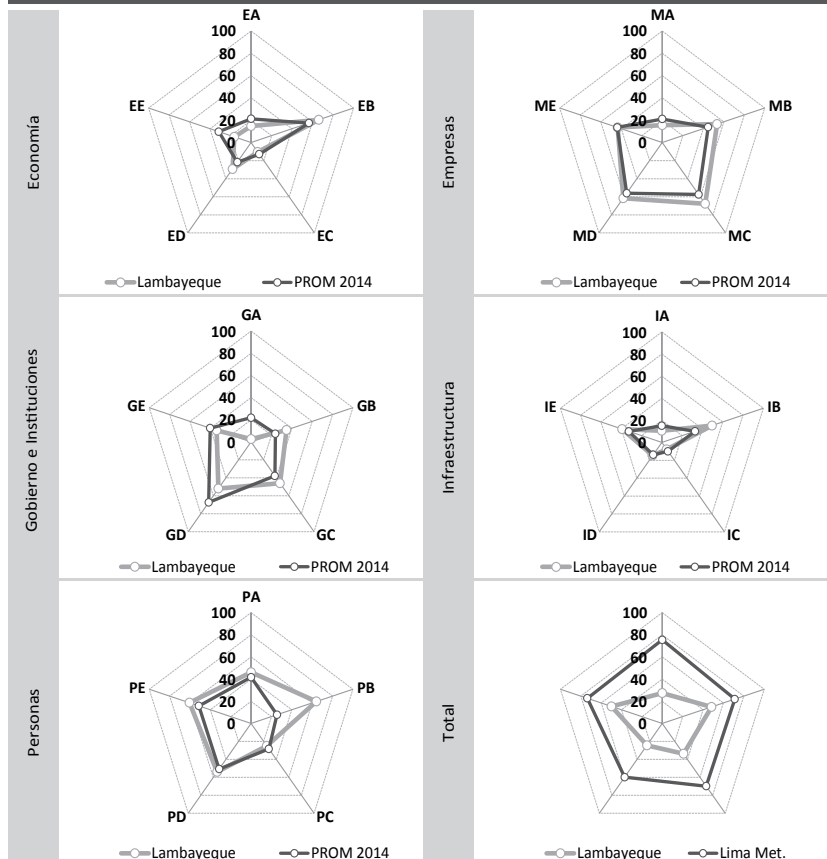 Economía
EA
100
80
60
40
20
0
EB
EC
ED
EE
Lambayeque PROM 2014
Empresas
MA
100
80
60
40
20
0
MB
MC
MD
ME
Lambayeque PROM 2014
Gobierno e Instituciones
GA
100
80
60
40
20
0
GB
GC
GD
GE
Lambayeque PROM 2014
Infraestructura
IA
100
80
60
40
20
0
IB
IC
ID
IE
Lambayeque PROM 2014
Personas
PA
100
80
60
40
20
0
PB
PC
PD
PE
Lambayeque PROM 2014
Total
100
80
60
40
20
0
Lambayeque Lima Met.